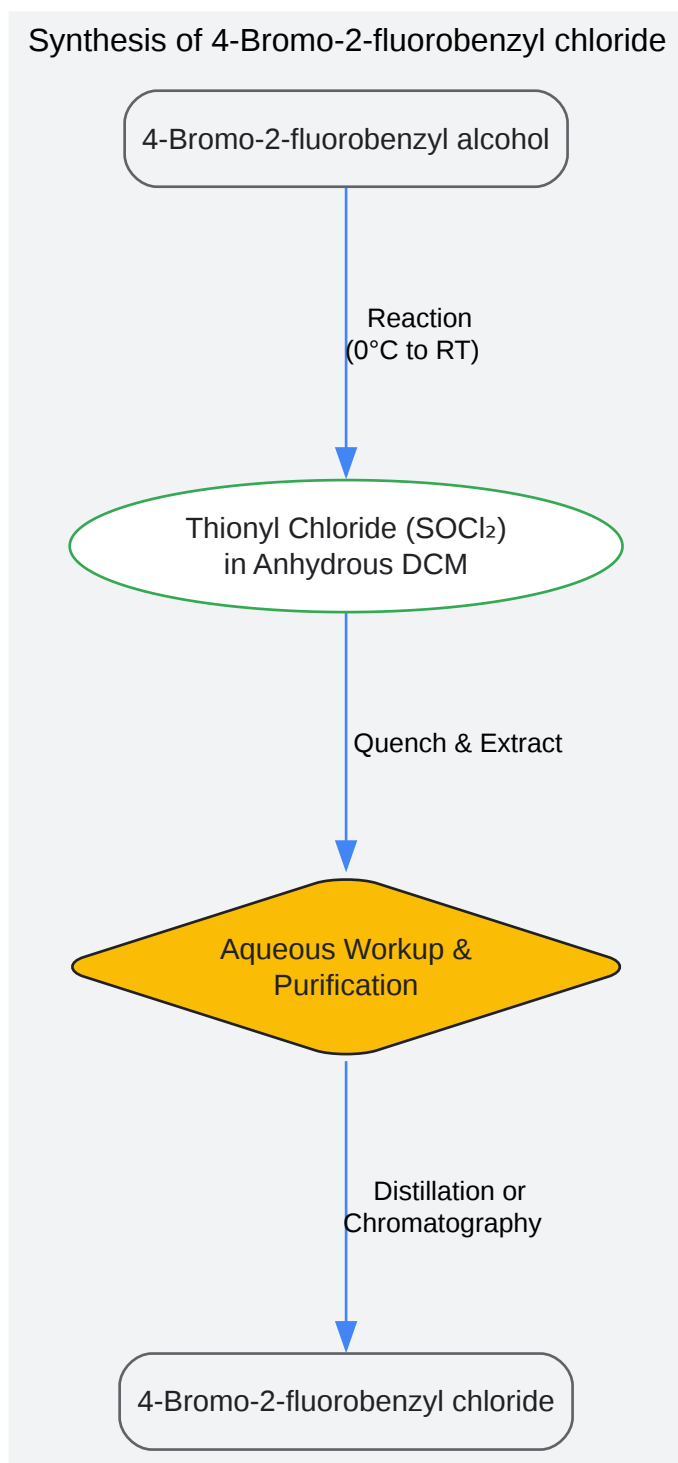 Synthesis of 4-Bromo-2-fluorobenzyl chloride
4-Bromo-2-fluorobenzyl alcohol
Reaction
(0°C to RT)
Thionyl Chloride (SOCl₂)
in Anhydrous DCM
Quench & Extract
Aqueous Workup &
Purification
Distillation or
Chromatography
4-Bromo-2-fluorobenzyl chloride